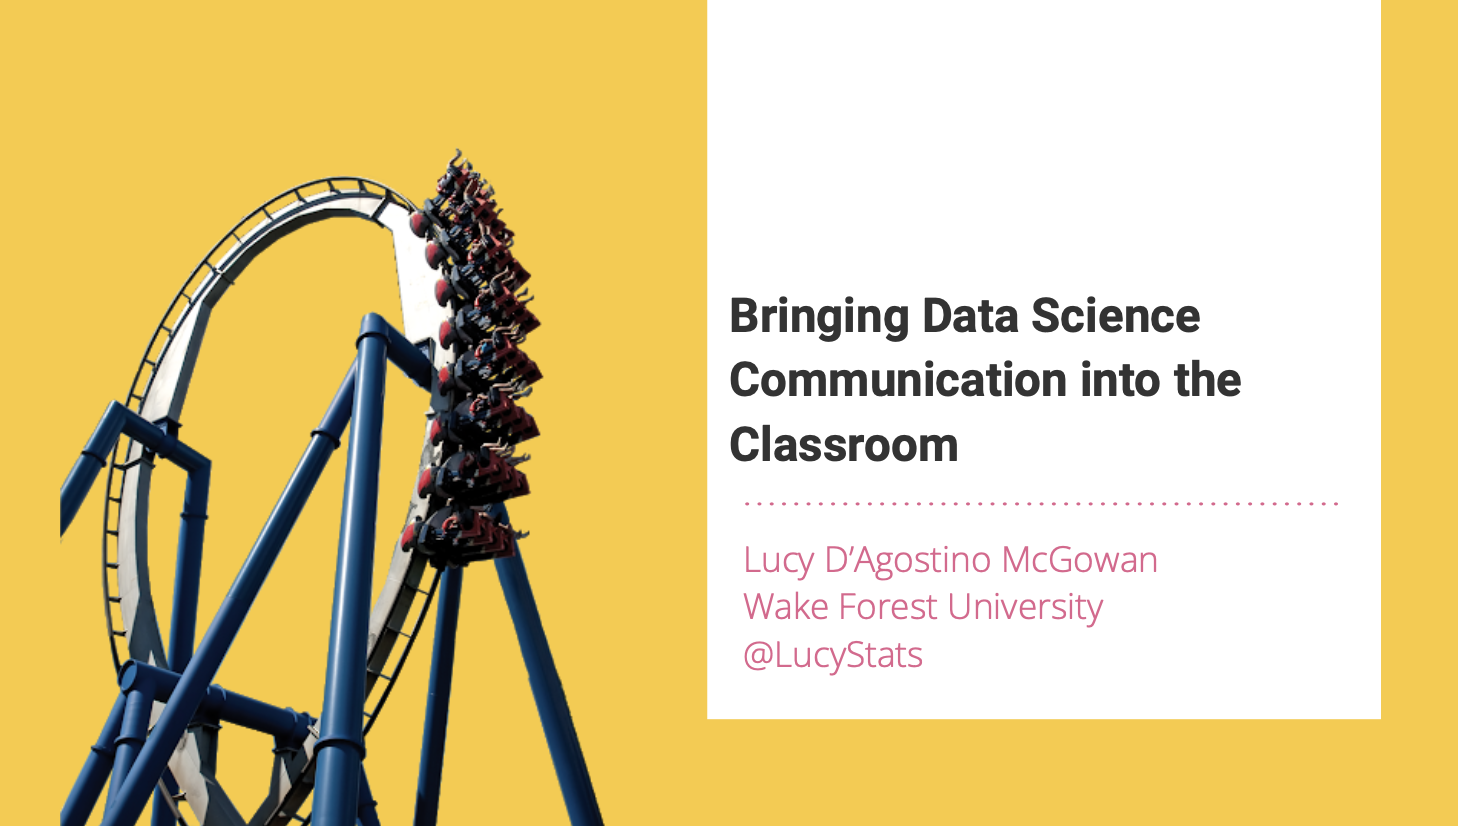 Bringing Data Science
Communication into the
Classroom
Lucy D’Agostino McGowan
Wake Forest University
@LucyStats